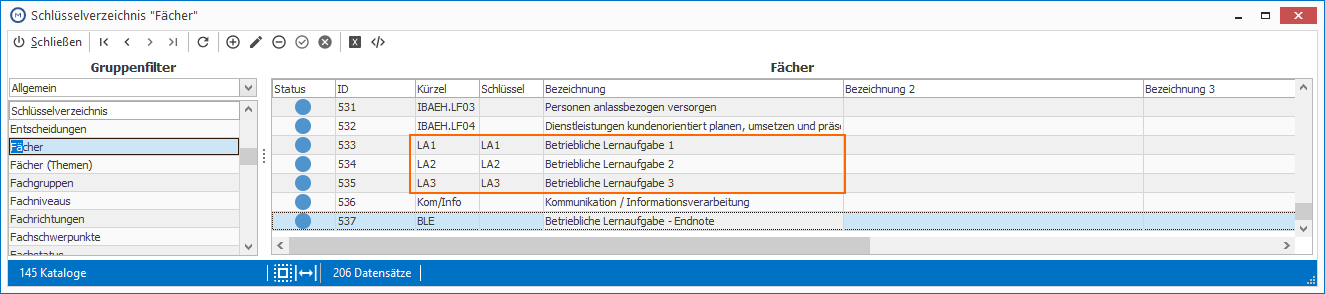 Schlüsselverzeichnis "Fächer"
Schließen
Gruppenfilter
Allgemein
Schlüsselverzeichnis
Entscheidungen
Fächer
Fächer (Themen)
Fachgruppen
Fachniveaus
Fachrichtungen
Fachschwerpunkte
Fachstatus
Fächer
Status ID Kürzel Schlüssel Bezeichnung Bezeichnung 2 Bezeichnung 3
531 IBAEH.LF03 Personen anlassbezogen versorgen
532 IBAEH.LF04 Dienstleistungen kundenorientiert planen, umsetzen und präse
533 LA1 LA1 Betriebliche Lernaufgabe 1
534 LA2 LA2 Betriebliche Lernaufgabe 2
535 LA3 LA3 Betriebliche Lernaufgabe 3
536 Kom/Info Kommunikation / Informationsverarbeitung
537 BLE Betriebliche Lernaufgabe - Endnote
145 Kataloge 206 Datensätze